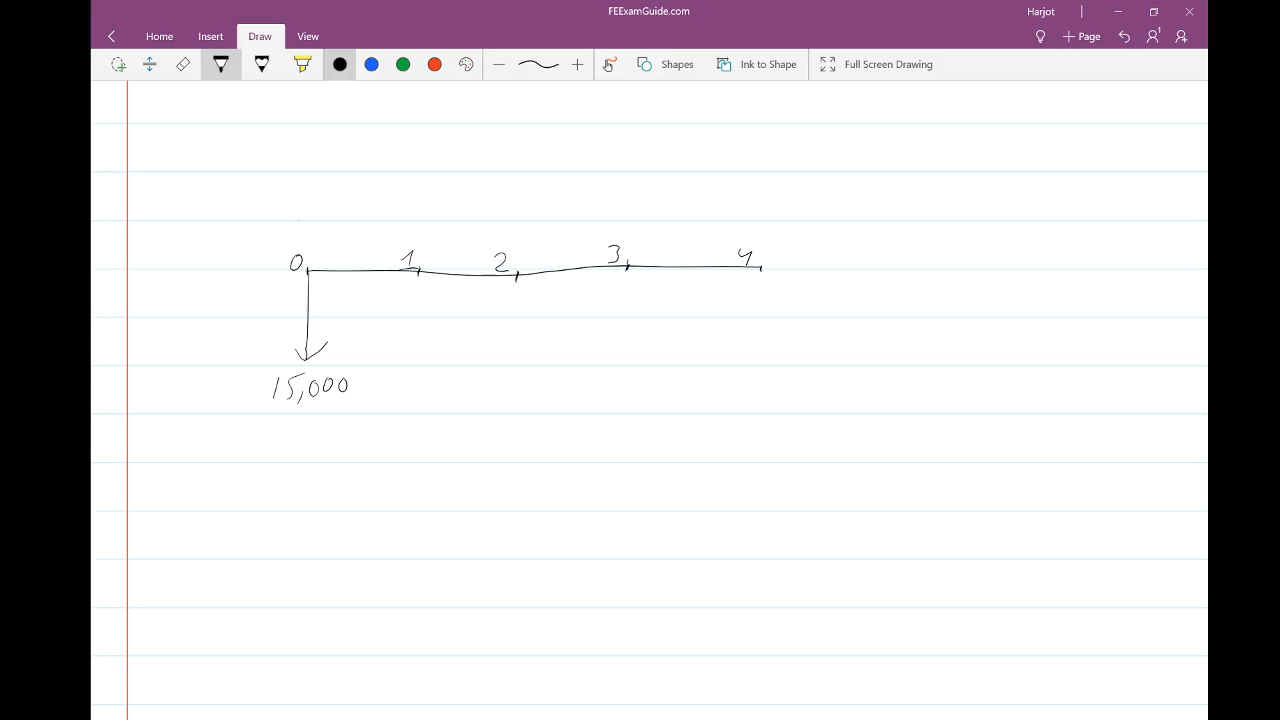 FEExamGuide.com
Harjot
Home Insert Draw View
Page
Shapes Ink to Shape Full Screen Drawing
0 1 2 3 4
15,000